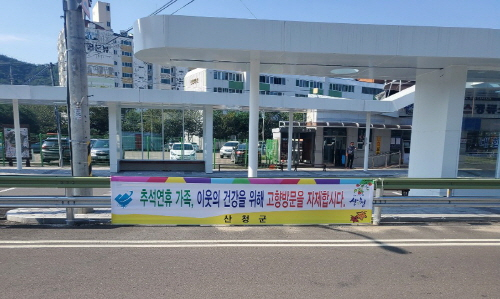 추석연휴 가족, 이웃의 건강을 위해 고향방문을 자제합시다.
산청군